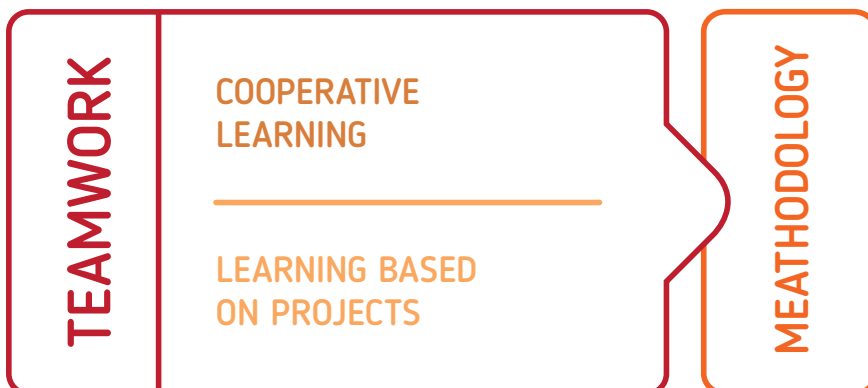 TEAMWORK
COOPERATIVE
LEARNING
LEARNING BASED
ON PROJECTS
MEATHODOLOGY